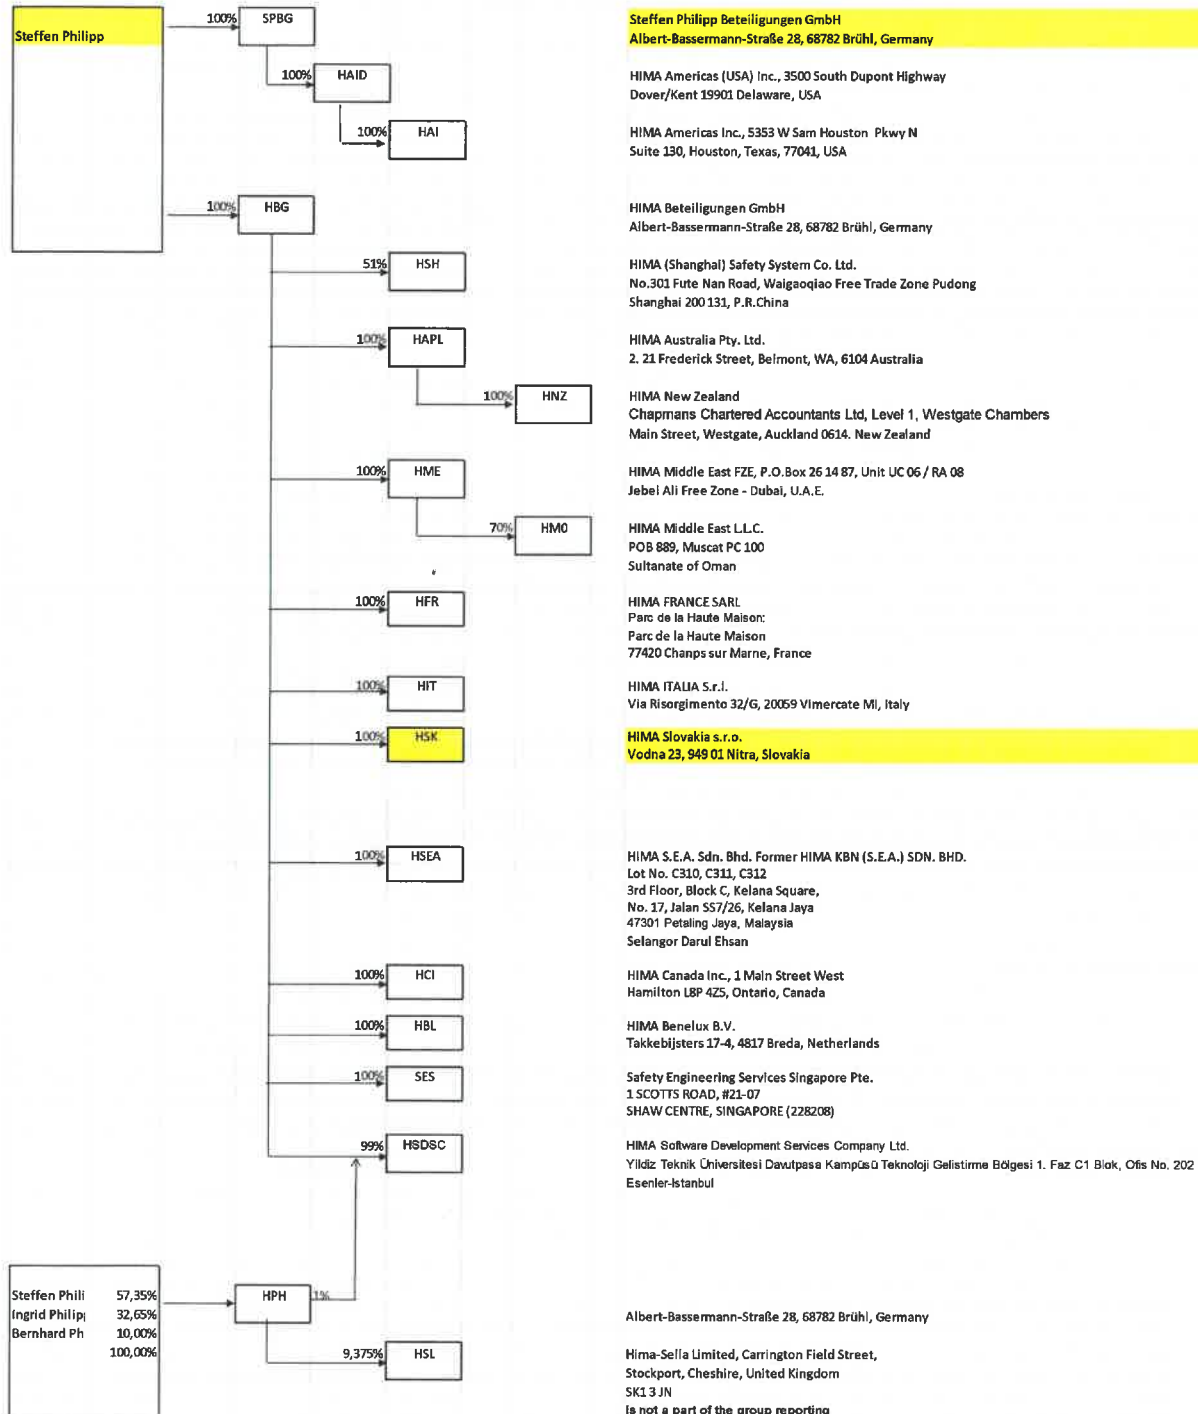 Steffen Philipp
100%
SPBG
Steffen Philipp Beteiligungen GmbH
Albert-Bassermann-Straße 28, 68782 Brühl, Germany
100%
HAID
HIMA Americas (USA) Inc., 3500 South Dupont Highway
Dover/Kent 19901 Delaware, USA
100%
HAI
HIMA Americas Inc., 5353 W Sam Houston Pkwy N
Suite 130, Houston, Texas, 77041, USA
100%
HBG
HIMA Beteiligungen GmbH
Albert-Bassermann-Straße 28, 68782 Brühl, Germany
51%
HSH
HIMA (Shanghai) Safety System Co. Ltd.
No.301 Fute Nan Road, Waigaoqiao Free Trade Zone Pudong
Shanghai 200 131, P.R.China
100%
HAPL
HIMA Australia Pty. Ltd.
2. 21 Frederick Street, Belmont, WA, 6104 Australia
100%
HNZ
HIMA New Zealand
Chapmans Chartered Accountants Ltd, Level 1, Westgate Chambers
Main Street, Westgate, Auckland 0614. New Zealand
100%
HME
HIMA Middle East FZE, P.O.Box 26 14 87, Unit UC 06 / RA 08
Jebel Ali Free Zone - Dubai, U.A.E.
70%
HMO
HIMA Middle East L.L.C.
POB 889, Muscat PC 100
Sultanate of Oman
100%
HFR
HIMA FRANCE SARL
Parc de la Haute Maison:
Parc de la Haute Maison
77420 Chanps sur Marne, France
100%
HIT
HIMA ITALIA S.r.l.
Via Risorgimento 32/G, 20059 Vimercate MI, Italy
100%
HSK
HIMA Slovakia s.r.o.
Vodna 23, 949 01 Nitra, Slovakia
100%
HSEA
HIMA S.E.A. Sdn. Bhd. Former HIMA KBN (S.E.A.) SDN. BHD.
Lot No. C310, C311, C312
3rd Floor, Block C, Kelana Square,
No. 17, Jalan SS7/26, Kelana Jaya
47301 Petaling Jaya, Malaysia
Selangor Darul Ehsan
100%
HCI
HIMA Canada Inc., 1 Main Street West
Hamilton L8P 4Z5, Ontario, Canada
100%
HBL
HIMA Benelux B.V.
Takkebijsters 17-4, 4817 Breda, Netherlands
100%
SES
Safety Engineering Services Singapore Pte.
1 SCOTTS ROAD, #21-07
SHAW CENTRE, SINGAPORE (228208)
99%
HSDSC
HIMA Software Development Services Company Ltd.
Yildiz Teknik Üniversitesi Davutpasa Kampüsü Teknoloji Gelistirme Bölgesi 1. Faz C1 Blok, Ofis No. 202
Esenler-Istanbul
Steffen Phili 57,35%
Ingrid Philip 32,65%
Bernhard Ph 10,00%
100,00%
HPH
1%
Albert-Bassermann-Straße 28, 68782 Brühl, Germany
9,375%
HSL
Hima-Sella Limited, Carrington Field Street,
Stockport, Cheshire, United Kingdom
SK1 3 JN
Is not a part of the group reporting